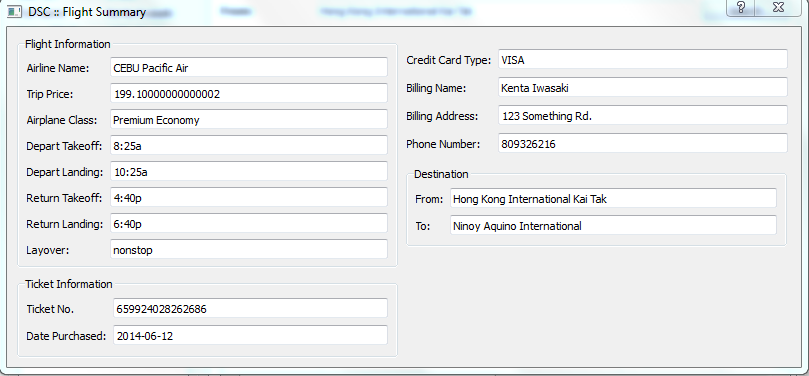 DSC :: Flight Summary
Flight Information
Airline Name: CEBU Pacific Air
Trip Price: 199.10000000000002
Airplane Class: Premium Economy
Depart Takeoff: 8:25a
Depart Landing: 10:25a
Return Takeoff: 4:40p
Return Landing: 6:40p
Layover: nonstop
Ticket Information
Ticket No. 659924028262686
Date Purchased: 2014-06-12
Credit Card Type: VISA
Billing Name: Kenta Iwasaki
Billing Address: 123 Something Rd.
Phone Number: 809326216
Destination
From: Hong Kong International Kai Tak
To: Ninoy Aquino International